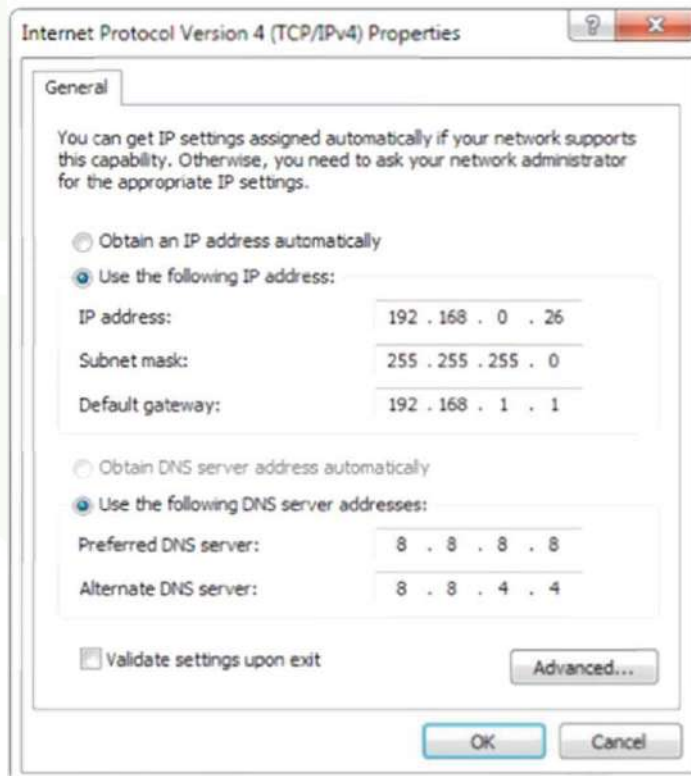 Internet Protocol Version 4 (TCP/IPv4) Properties
?
General
You can get IP settings assigned automatically if your network supports
this capability. Otherwise, you need to ask your network administrator
for the appropriate IP settings.
Obtain an IP address automatically
Use the following IP address:
IP address: 192 . 168 . 0 . 26
Subnet mask: 255 . 255 . 255 . 0
Default gateway: 192 . 168 . 1 . 1
Obtain DNS server address automatically
Use the following DNS server addresses:
Preferred DNS server: 8 . 8 . 8 . 8
Alternate DNS server: 8 . 8 . 4 . 4
Validate settings upon exit
Advanced...
OK Cancel